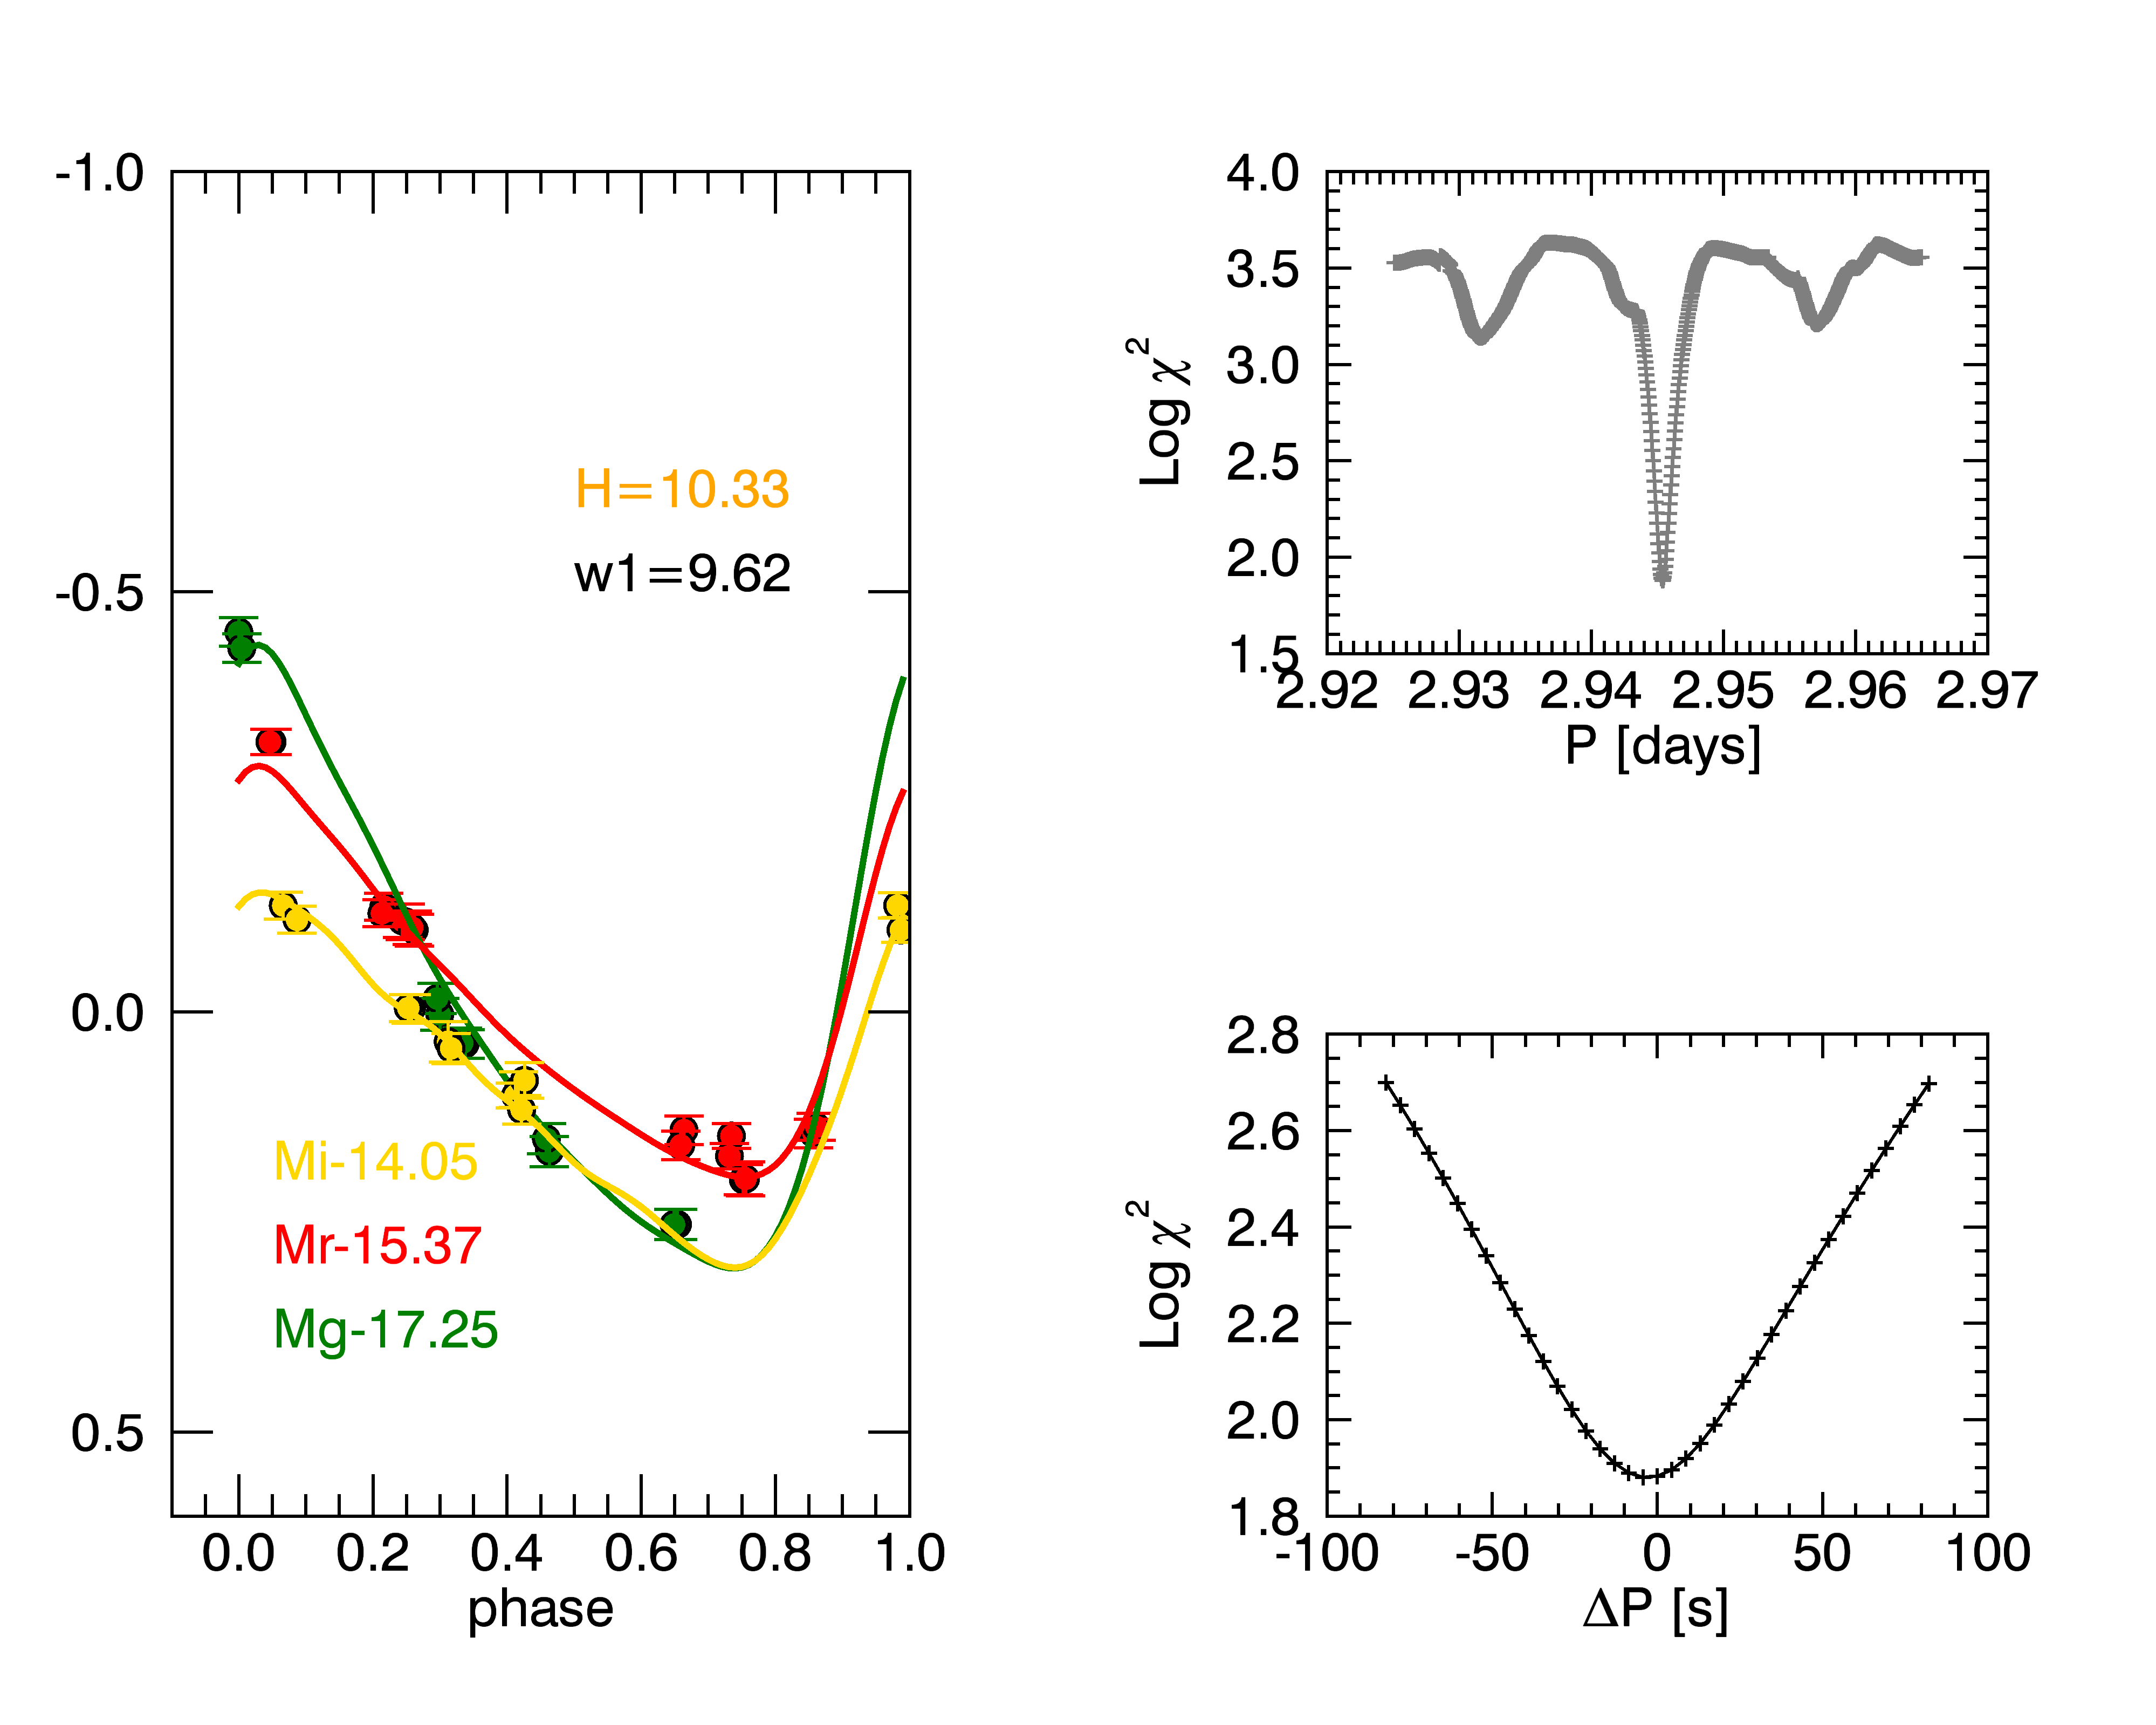 -1.0
-0.5
0.0
0.5
H=10.33
w1=9.62
Mi-14.05
Mr-15.37
Mg-17.25
0.0 0.2 0.4 0.6 0.8 1.0
phase
4.0
3.5
3.0
2.5
2.0
1.5
Log χ²
2.92 2.93 2.94 2.95 2.96 2.97
P [days]
2.8
2.6
2.4
2.2
2.0
1.8
Log χ²
-100 -50 0 50 100
ΔP [s]